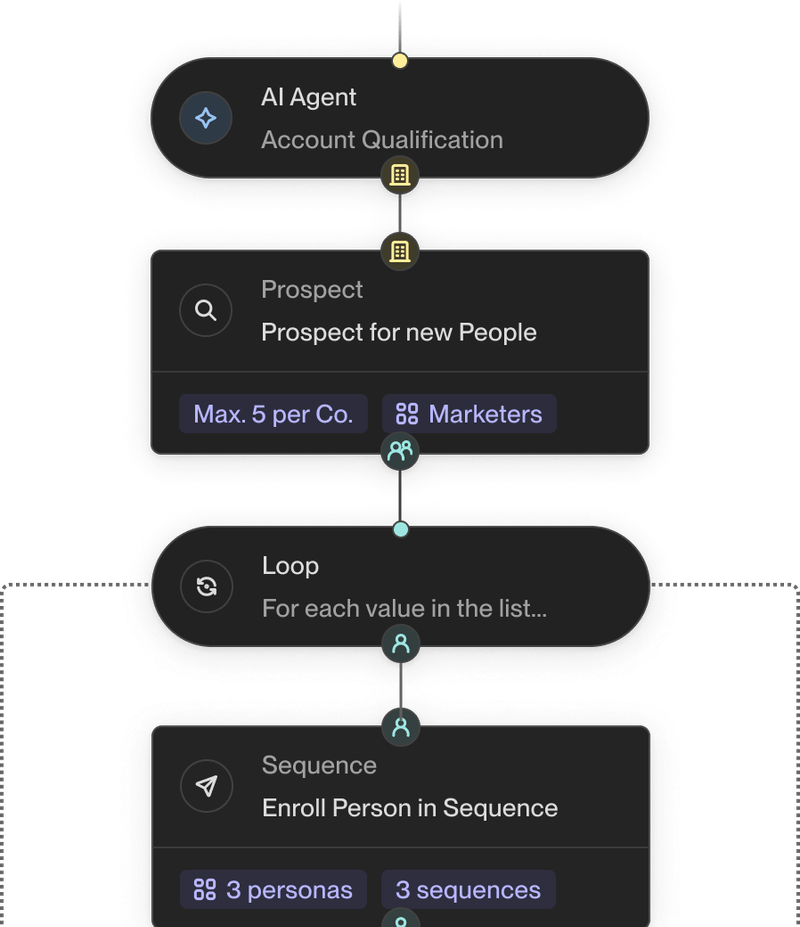 AI Agent
Account Qualification
Prospect
Prospect for new People
Max. 5 per Co.
Marketers
Loop
For each value in the list...
Sequence
Enroll Person in Sequence
3 personas
3 sequences